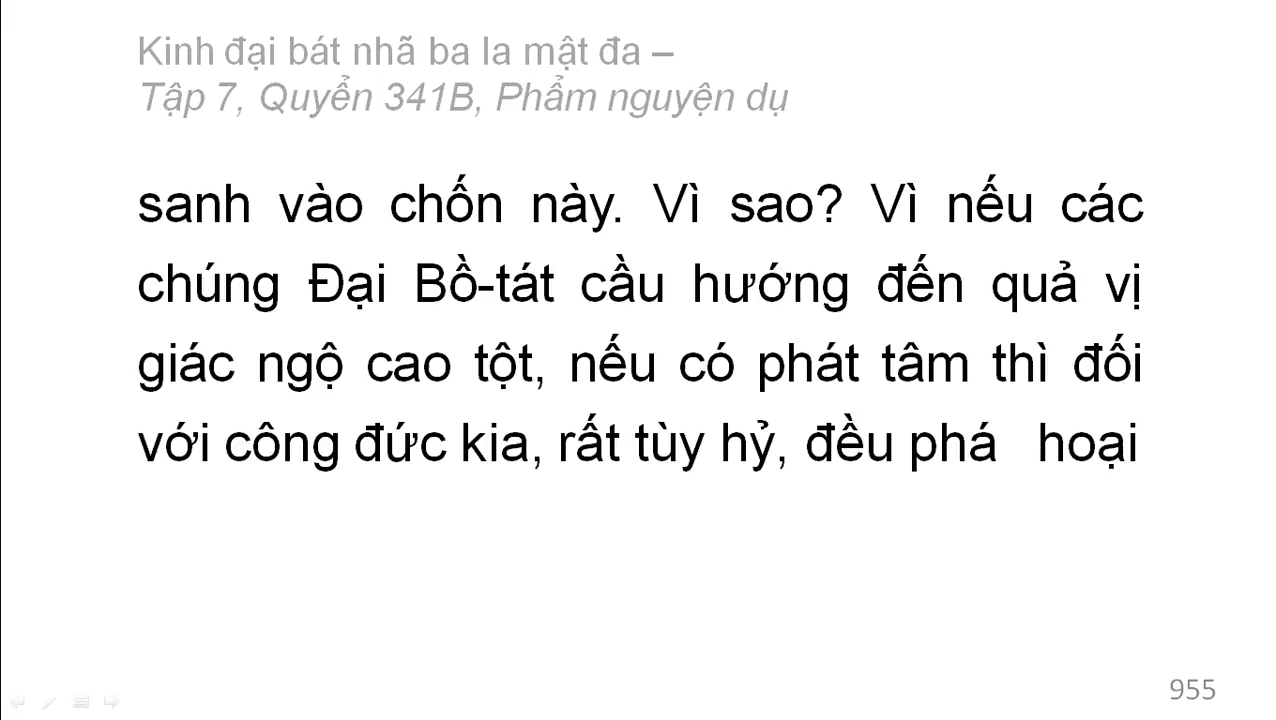 Kinh đại bát nhã ba la mật đa –
Tập 7, Quyển 341B, Phẩm nguyện dụ
sanh vào chốn này. Vì sao? Vì nếu các
chúng Đại Bồ-tát cầu hướng đến quả vị
giác ngộ cao tột, nếu có phát tâm thì đối
với công đức kia, rất tùy hỷ, đều phá hoại
955